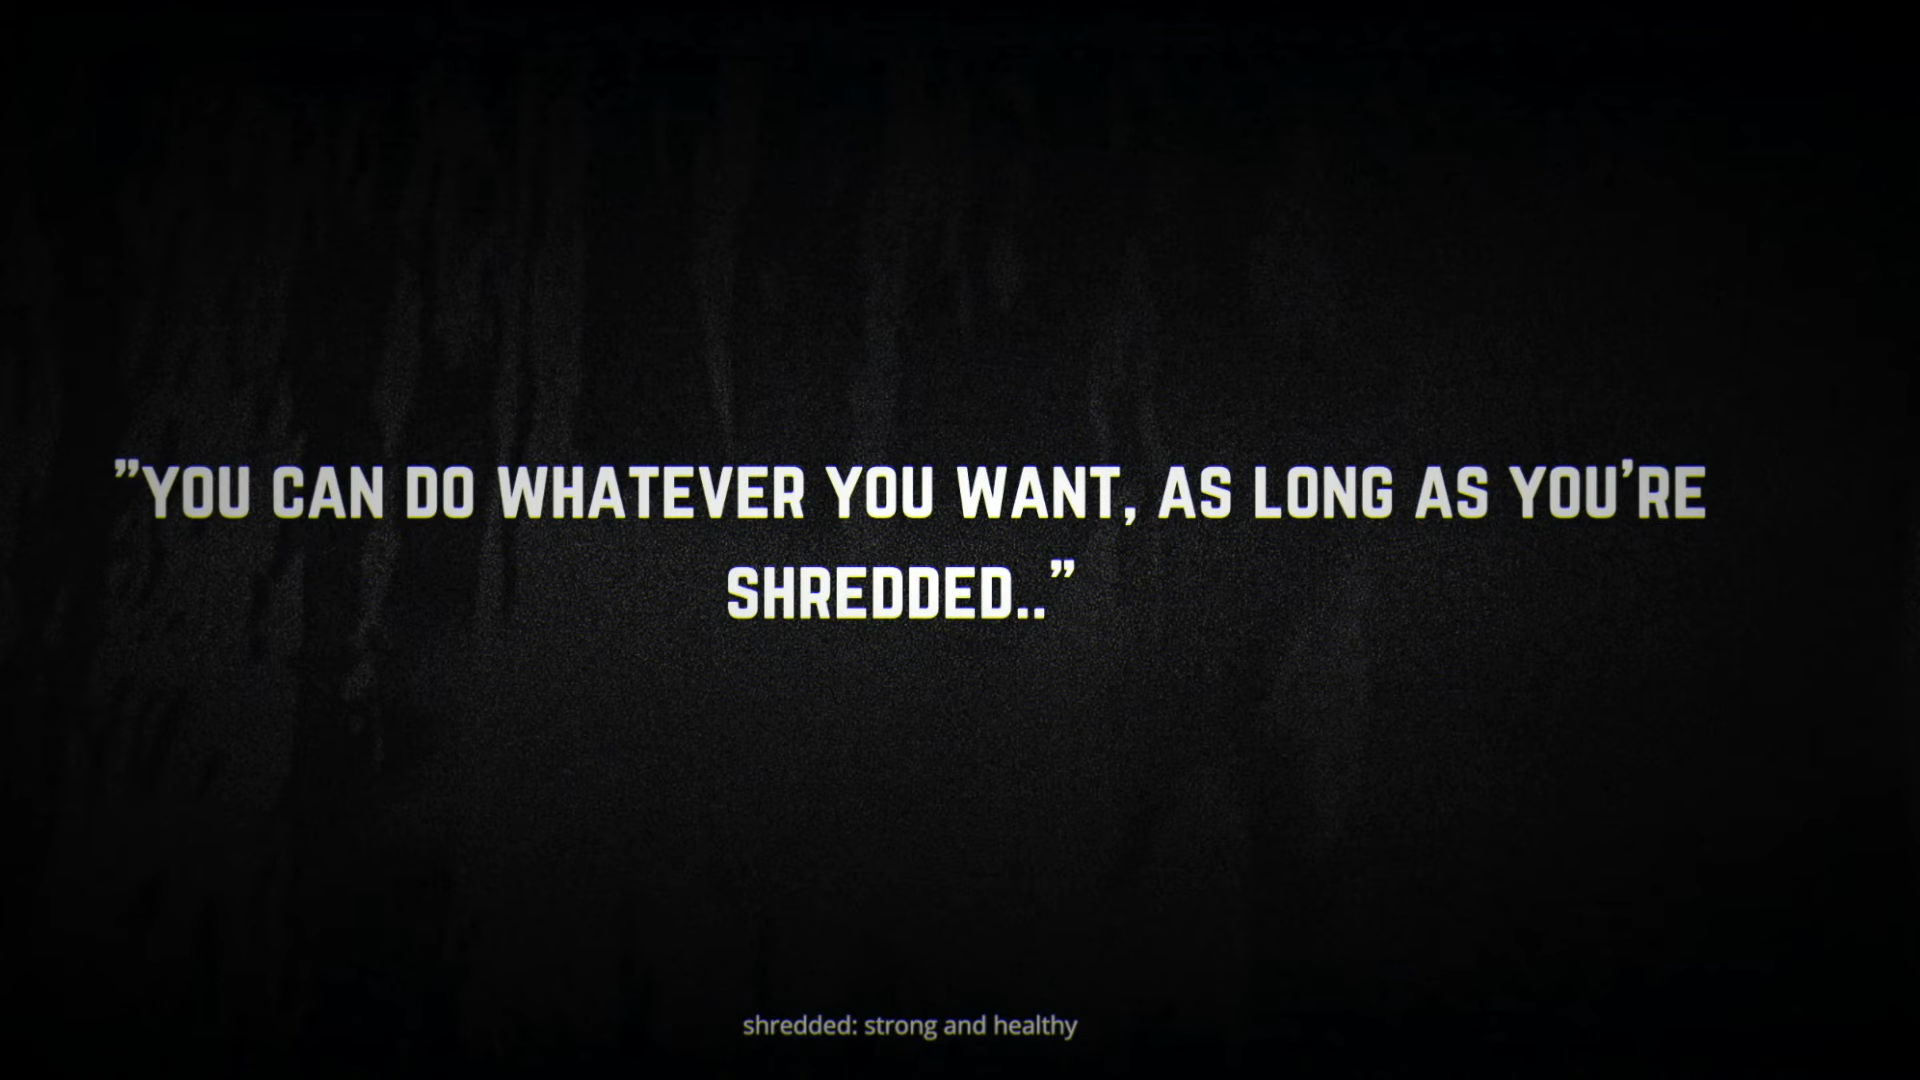 ”YOU CAN DO WHATEVER YOU WANT, AS LONG AS YOU’RE
SHREDDED..”
shredded: strong and healthy